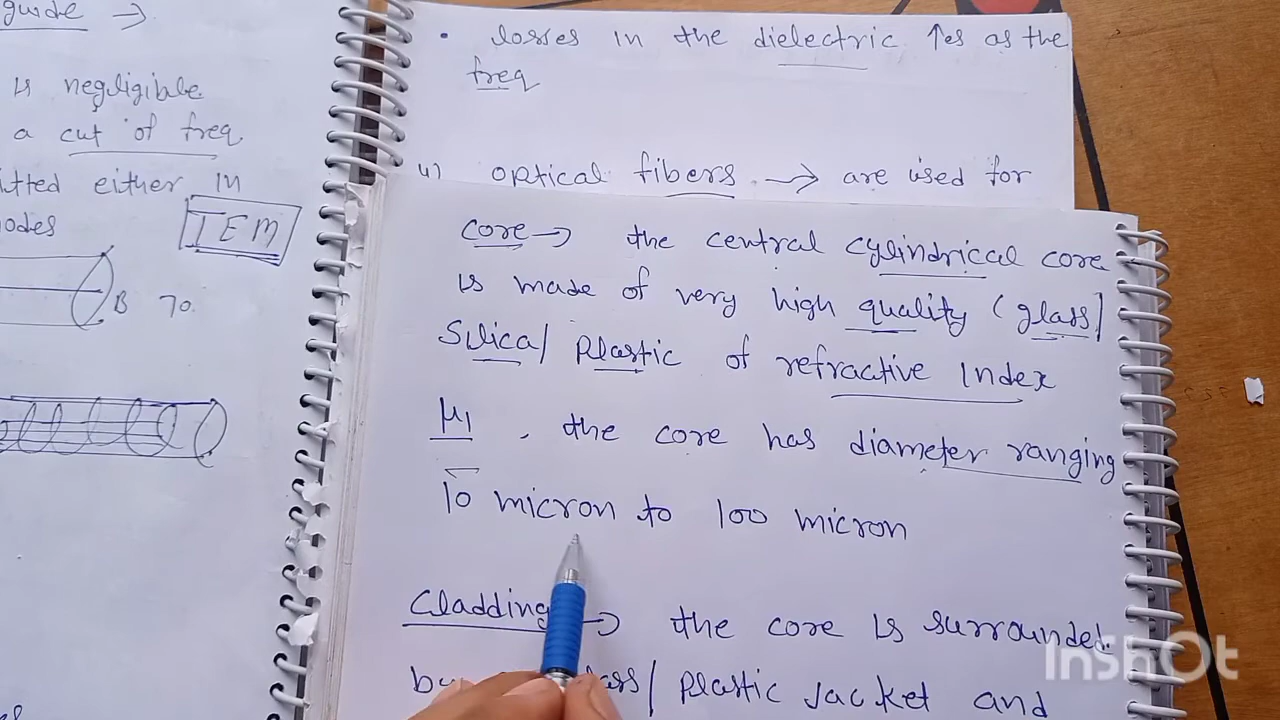 guide →
is negligible
a cut of freq
itted either in
nodes
TEM
B 70.
• losses in the dielectric ↑es as the
freq
optical fibers → are used for
core → the central cylindrical core
is made of very high quality (glass)
Silica/ Plastic of refractive index
μ1 , the core has diameter ranging
10 micron to 100 micron
Cladding → the core is surrounded
by lass/ plastic jacket and
InShOt